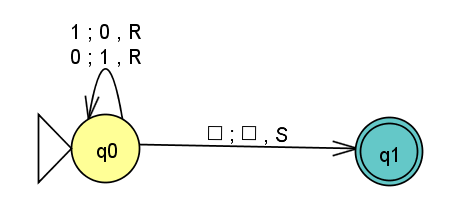 1 ; 0 , R
0 ; 1 , R
□ ; □ , S
q0
q1